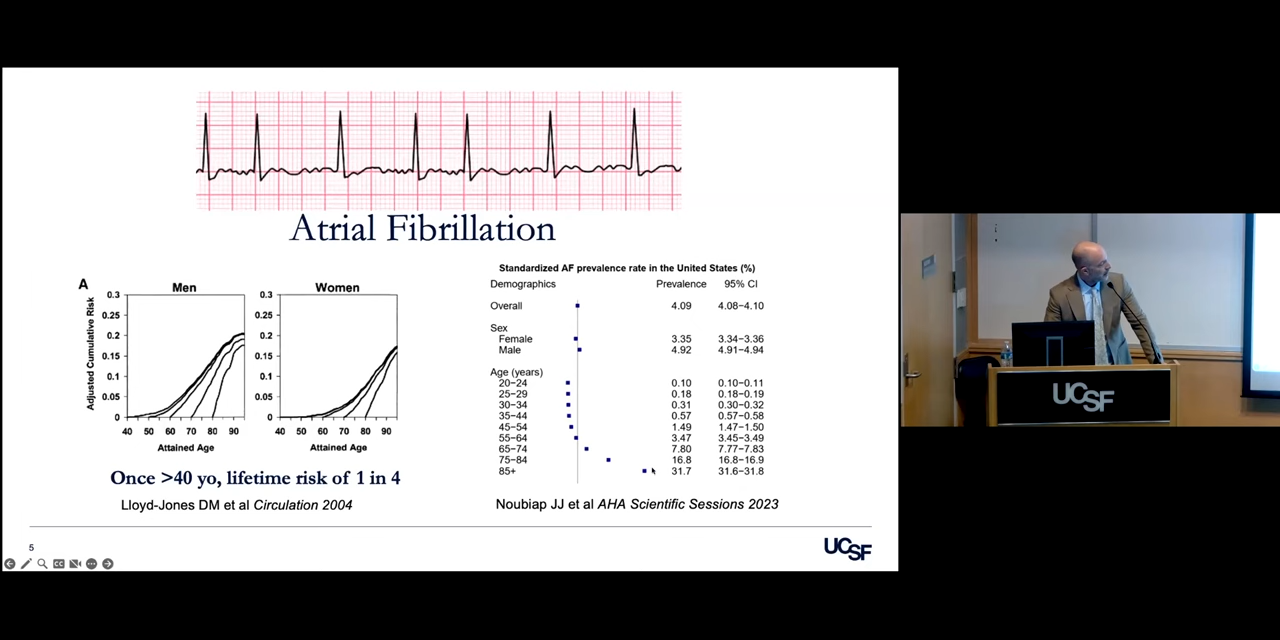 Atrial Fibrillation
A
Men
Women
Adjusted Cumulative Risk
0.3
0.25
0.2
0.15
0.1
0.05
0
40 50 60 70 80 90
Attained Age
0.3
0.25
0.2
0.15
0.1
0.05
0
40 50 60 70 80 90
Attained Age
Once >40 yo, lifetime risk of 1 in 4
Lloyd-Jones DM et al Circulation 2004
Standardized AF prevalence rate in the United States (%)
Demographics Prevalence 95% CI
Overall 4.09 4.08−4.10
Sex
Female 3.35 3.34−3.36
Male 4.92 4.91−4.94
Age (years)
20−24 0.10 0.10−0.11
25−29 0.18 0.18−0.19
30−34 0.31 0.30−0.32
35−44 0.57 0.57−0.58
45−54 1.49 1.47−1.50
55−64 3.47 3.45−3.49
65−74 7.80 7.77−7.83
75−84 16.8 16.8−16.9
85+ 31.7 31.6−31.8
Noubiap JJ et al AHA Scientific Sessions 2023
5
CC
UCSF
UCSF